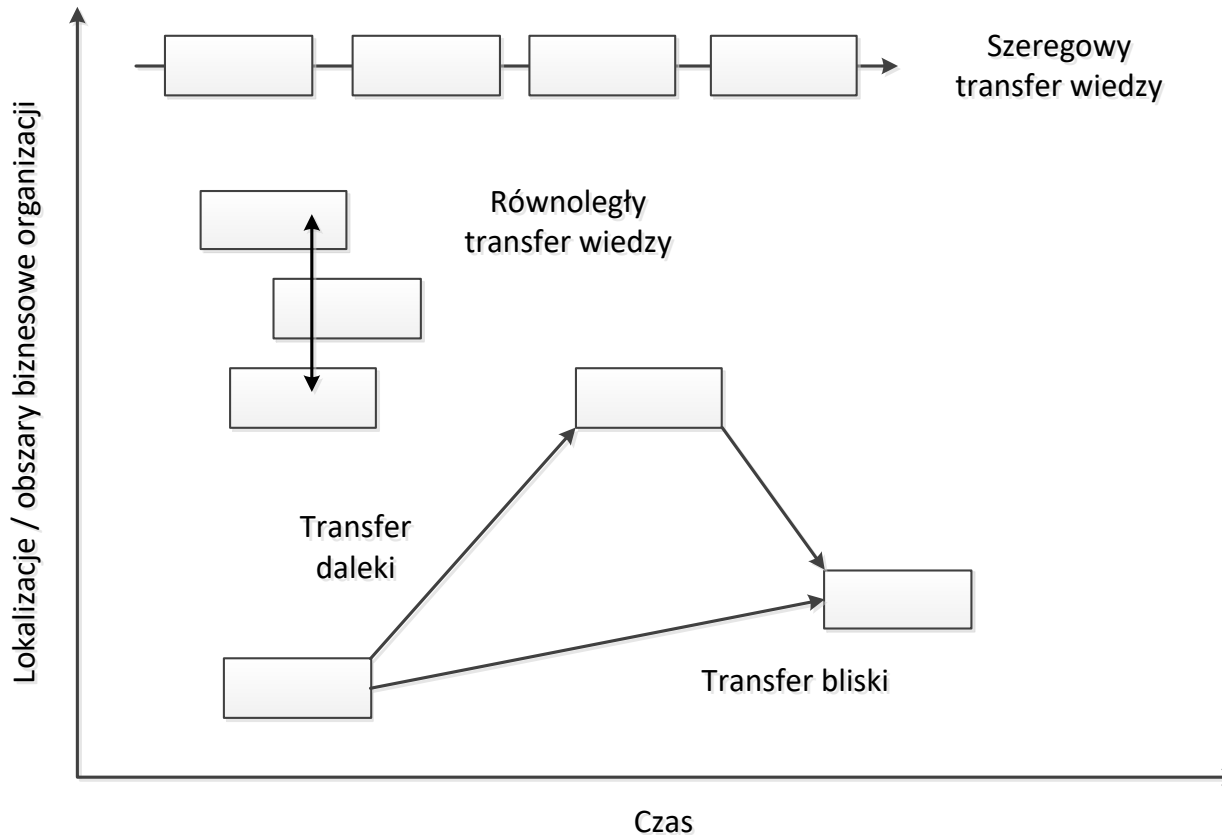 Szeregowy
transfer wiedzy
Równoległy
transfer wiedzy
Lokalizacje / obszary biznesowe organizacji
Transfer
daleki
Transfer bliski
Czas